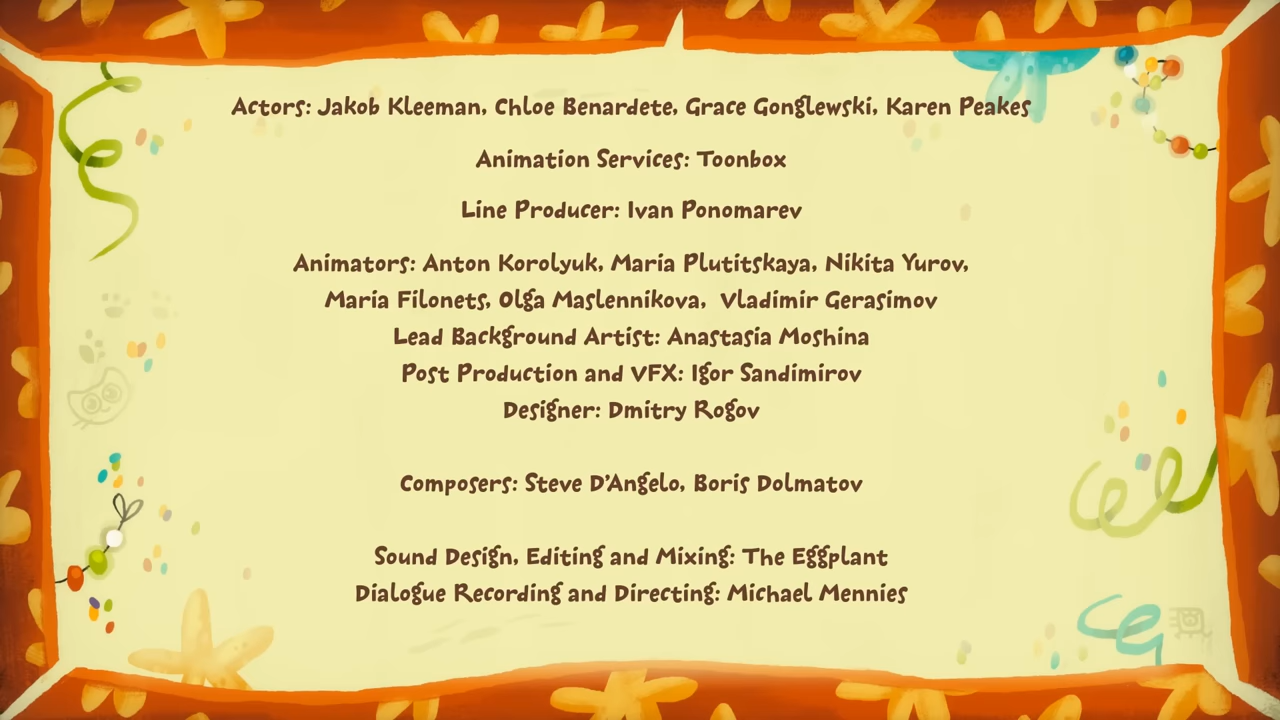 Actors: Jakob Kleeman, Chloe Benardete, Grace Gonglewski, Karen Peakes
Animation Services: Toonbox
Line Producer: Ivan Ponomarev
Animators: Anton Korolyuk, Maria Plutitskaya, Nikita Yurov,
Maria Filonets, Olga Maslennikova, Vladimir Gerasimov
Lead Background Artist: Anastasia Moshina
Post Production and VFX: Igor Sandimirov
Designer: Dmitry Rogov
Composers: Steve D'Angelo, Boris Dolmatov
Sound Design, Editing and Mixing: The Eggplant
Dialogue Recording and Directing: Michael Mennies